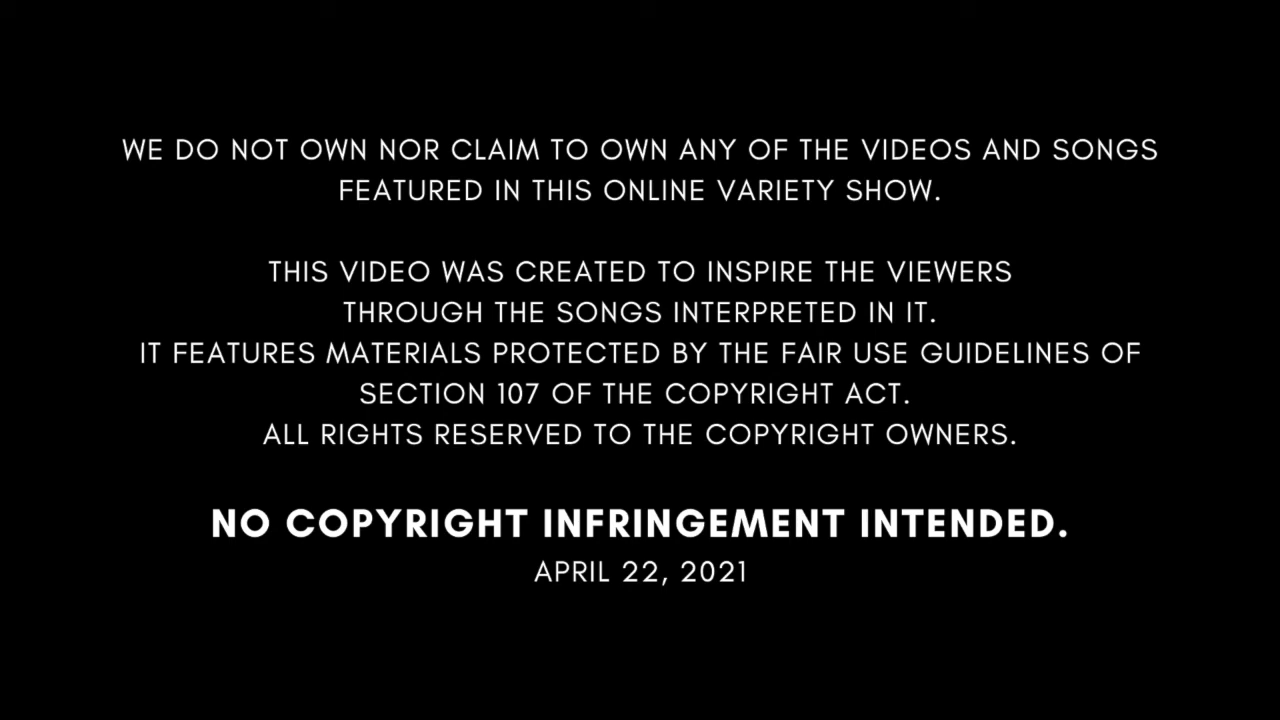 WE DO NOT OWN NOR CLAIM TO OWN ANY OF THE VIDEOS AND SONGS
FEATURED IN THIS ONLINE VARIETY SHOW.
THIS VIDEO WAS CREATED TO INSPIRE THE VIEWERS
THROUGH THE SONGS INTERPRETED IN IT.
IT FEATURES MATERIALS PROTECTED BY THE FAIR USE GUIDELINES OF
SECTION 107 OF THE COPYRIGHT ACT.
ALL RIGHTS RESERVED TO THE COPYRIGHT OWNERS.
NO COPYRIGHT INFRINGEMENT INTENDED.
APRIL 22, 2021